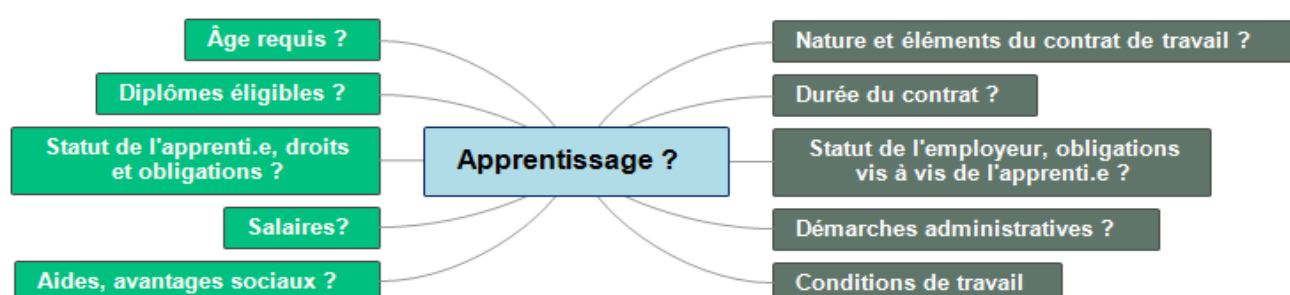 Âge requis ?
Diplômes éligibles ?
Statut de l'apprenti.e, droits
et obligations ?
Salaires?
Aides, avantages sociaux ?
Apprentissage ?
Nature et éléments du contrat de travail ?
Durée du contrat ?
Statut de l'employeur, obligations
vis à vis de l'apprenti.e ?
Démarches administratives ?
Conditions de travail